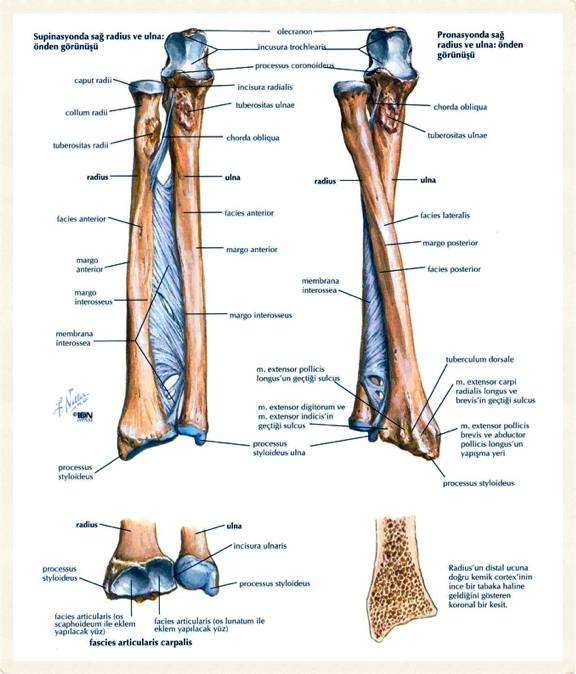 Supinasyonda sağ radius ve ulna:
önden görünüşü
Pronasyonda sağ
radius ve ulna: önden
görünüşü
olecranon
incusura trochlearis
processus coronoideus
caput radii
collum radii
tuberositas radii
radius
facies anterior
margo
anterior
margo
interosseus
membrana
interossea
incisura radialis
tuberositas ulnae
chorda obliqua
ulna
facies anterior
margo anterior
margo interosseus
processus
styloideus
processus
styloideus ulna
chorda obliqua
tuberositas ulnae
radius
ulna
facies lateralis
margo posterior
facies posterior
membrana
interossea
m. extensor pollicis
longus'un geçtiği sulcus
m. extensor digitorum ve
m. extensor indicis'in
geçtiği sulcus
tuberculum dorsale
m. extensor carpi
radialis longus ve
brevis'in geçtiği sulcus
m. extensor pollicis
brevis ve abductor
pollicis longus'un
yapışma yeri
processus styloideus
F. Netter
radius
ulna
incisura ulnaris
processus
styloideus
processus styloideus
facies articularis (os
scaphoideum ile eklem
yapılacak yüz)
facies articularis (os lunatum ile
eklem yapılacak yüz)
fascies articularis carpalis
Radius'un distal ucuna
doğru kemik cortex'inin
ince bir tabaka haline
geldiğini gösteren
koronal bir kesit.